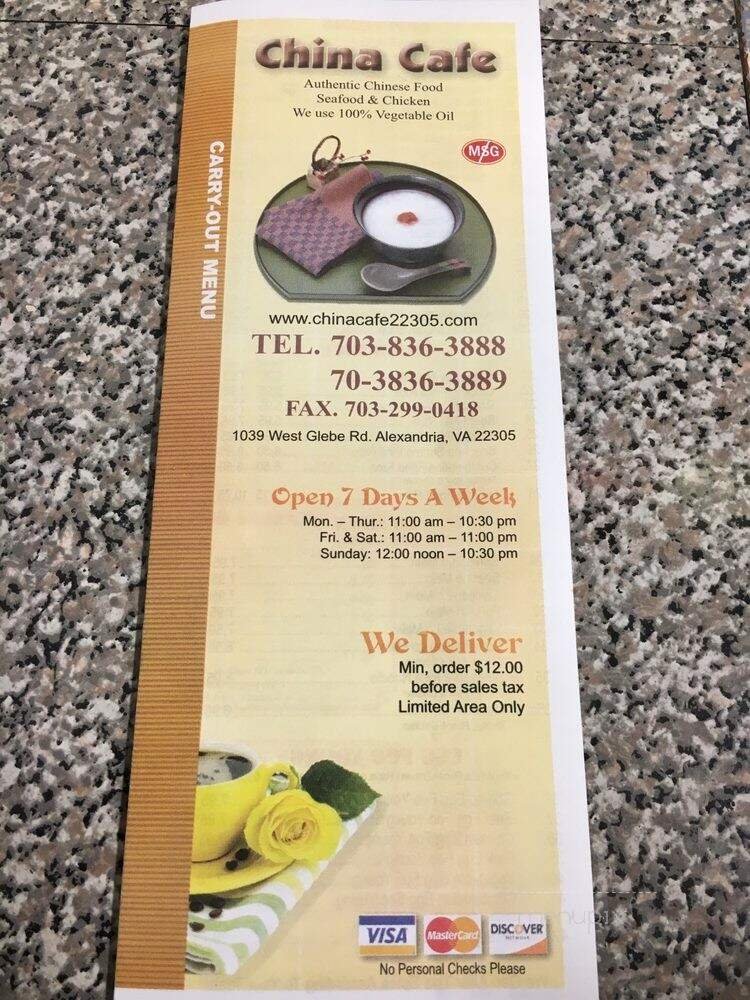 China Cafe
Authentic Chinese Food
Seafood & Chicken
We use 100% Vegetable Oil
MSG
CARRY-OUT MENU
www.chinacafe22305.com
TEL. 703-836-3888
70-3836-3889
FAX. 703-299-0418
1039 West Glebe Rd. Alexandria, VA 22305
Open 7 Days A Week
Mon. – Thur.: 11:00 am – 10:30 pm
Fri. & Sat.: 11:00 am – 11:00 pm
Sunday: 12:00 noon – 10:30 pm
We Deliver
Min, order $12.00
before sales tax
Limited Area Only
VISA
MasterCard
DISCOVER
NETWORK
No Personal Checks Please